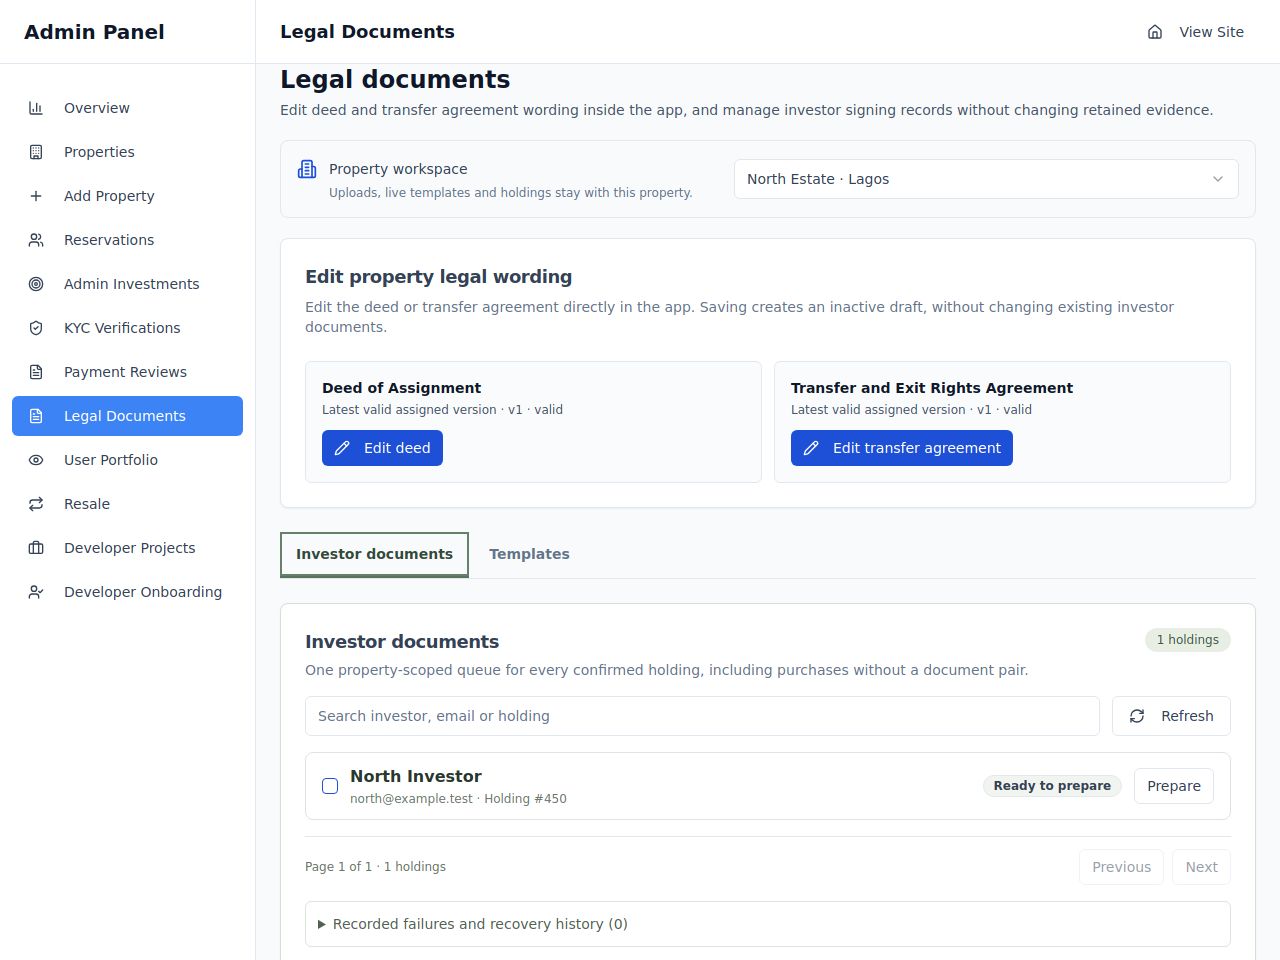 Admin Panel
Legal Documents
View Site
Overview
Properties
Add Property
Reservations
Admin Investments
KYC Verifications
Payment Reviews
Legal Documents
User Portfolio
Resale
Developer Projects
Developer Onboarding
Legal documents
Edit deed and transfer agreement wording inside the app, and manage investor signing records without changing retained evidence.
Property workspace
Uploads, live templates and holdings stay with this property.
North Estate · Lagos
Edit property legal wording
Edit the deed or transfer agreement directly in the app. Saving creates an inactive draft, without changing existing investor
documents.
Deed of Assignment
Latest valid assigned version · v1 · valid
Edit deed
Transfer and Exit Rights Agreement
Latest valid assigned version · v1 · valid
Edit transfer agreement
Investor documents
Templates
Investor documents
1 holdings
One property-scoped queue for every confirmed holding, including purchases without a document pair.
Search investor, email or holding
Refresh
North Investor
north@example.test · Holding #450
Ready to prepare
Prepare
Page 1 of 1 · 1 holdings
Previous
Next
Recorded failures and recovery history (0)